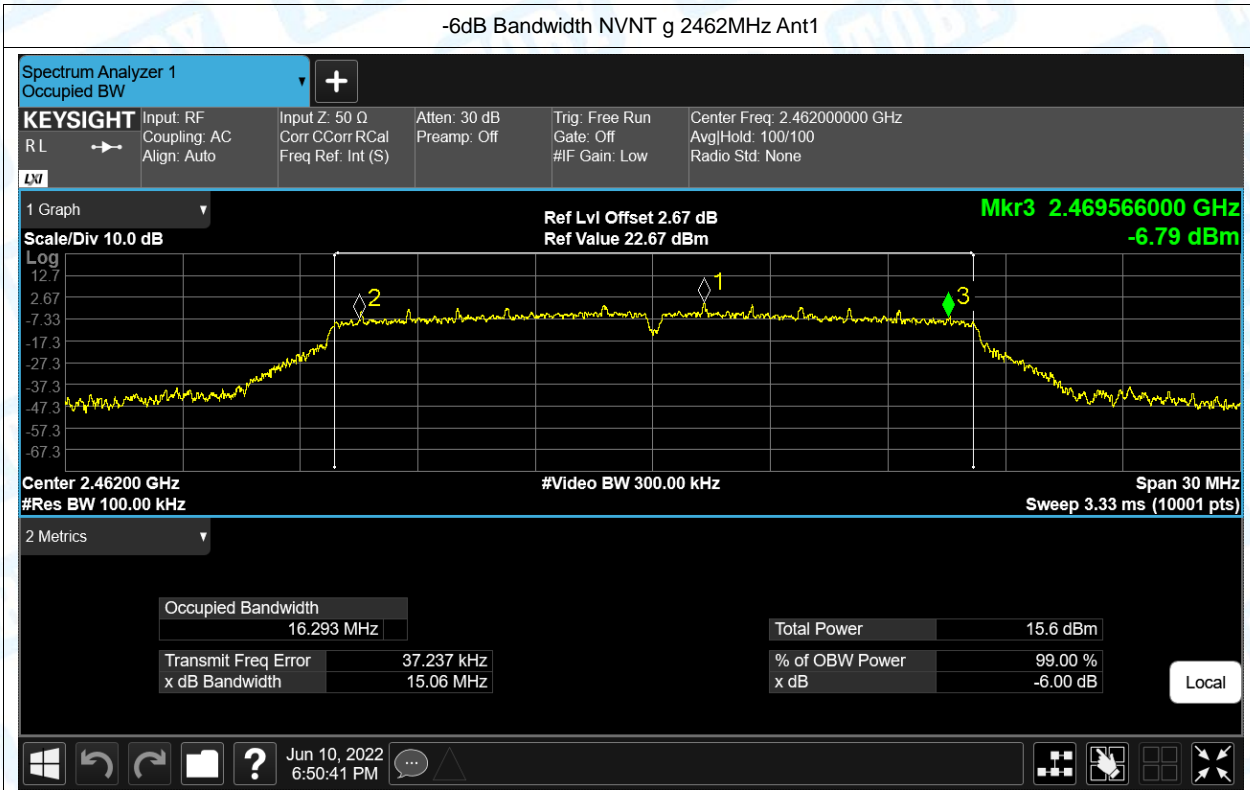 -6dB Bandwidth NVNT g 2462MHz Ant1
Spectrum Analyzer 1
Occupied BW
+
KEYSIGHT
RL
LXI
Input: RF
Coupling: AC
Align: Auto
Input Z: 50 Ω
Corr CCorr RCal
Freq Ref: Int (S)
Atten: 30 dB
Preamp: Off
Trig: Free Run
Gate: Off
#IF Gain: Low
Center Freq: 2.462000000 GHz
Avg|Hold: 100/100
Radio Std: None
1 Graph
Scale/Div 10.0 dB
Ref Lvl Offset 2.67 dB
Ref Value 22.67 dBm
Mkr3 2.469566000 GHz
-6.79 dBm
Log
12.7
2.67
-7.33
-17.3
-27.3
-37.3
-47.3
-57.3
-67.3
2
1
3
Center 2.46200 GHz
#Res BW 100.00 kHz
#Video BW 300.00 kHz
Span 30 MHz
Sweep 3.33 ms (10001 pts)
2 Metrics
Occupied Bandwidth
16.293 MHz
Transmit Freq Error 37.237 kHz
x dB Bandwidth 15.06 MHz
Total Power 15.6 dBm
% of OBW Power 99.00 %
x dB -6.00 dB
Local
?
Jun 10, 2022
6:50:41 PM